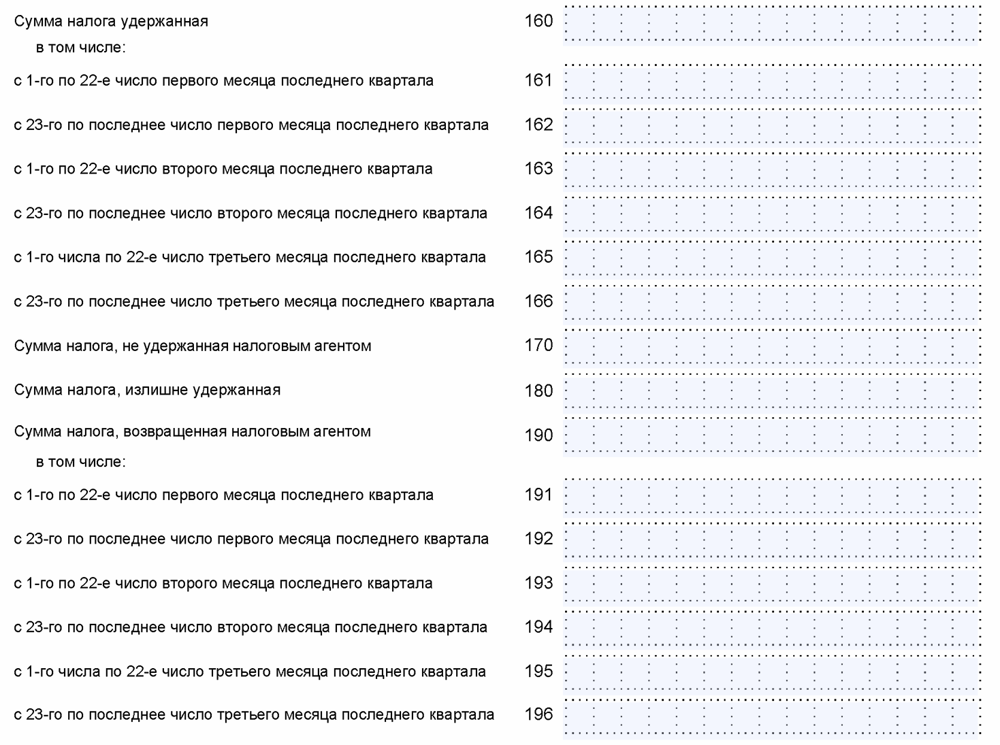 Сумма налога удержанная 160
в том числе:
с 1-го по 22-е число первого месяца последнего квартала 161
с 23-го по последнее число первого месяца последнего квартала 162
с 1-го по 22-е число второго месяца последнего квартала 163
с 23-го по последнее число второго месяца последнего квартала 164
с 1-го числа по 22-е число третьего месяца последнего квартала 165
с 23-го по последнее число третьего месяца последнего квартала 166
Сумма налога, не удержанная налоговым агентом 170
Сумма налога, излишне удержанная 180
Сумма налога, возвращенная налоговым агентом 190
в том числе:
с 1-го по 22-е число первого месяца последнего квартала 191
с 23-го по последнее число первого месяца последнего квартала 192
с 1-го по 22-е число второго месяца последнего квартала 193
с 23-го по последнее число второго месяца последнего квартала 194
с 1-го числа по 22-е число третьего месяца последнего квартала 195
с 23-го по последнее число третьего месяца последнего квартала 196